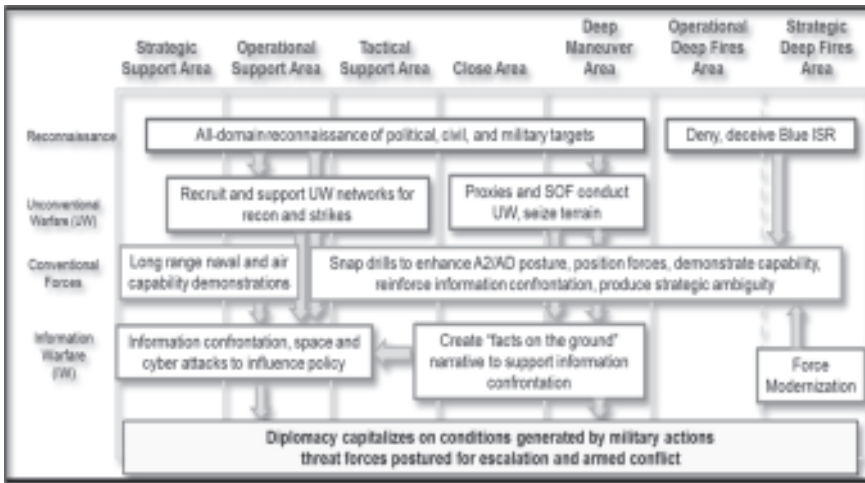 Strategic
Support Area
Operational
Support Area
Tactical
Support Area
Close Area
Deep
Maneuver
Area
Operational
Deep Fires
Area
Strategic
Deep Fires
Area
Reconnaissance
All-domain reconnaissance of political, civil, and military targets
Deny, deceive Blue ISR
Unconventional
Warfare (UW)
Recruit and support UW networks for
recon and strikes
Proxies and SOF conduct
UW, seize terrain
Conventional
Forces
Long range naval and air
capability demonstrations
Snap drills to enhance A2/AD posture, position forces, demonstrate capability,
reinforce information confrontation, produce strategic ambiguity
Information
Warfare
(IW)
Information confrontation, space and
cyber attacks to influence policy
Create "facts on the ground"
narrative to support information
confrontation
Force
Modernization
Diplomacy capitalizes on conditions generated by military actions
threat forces postured for escalation and armed conflict